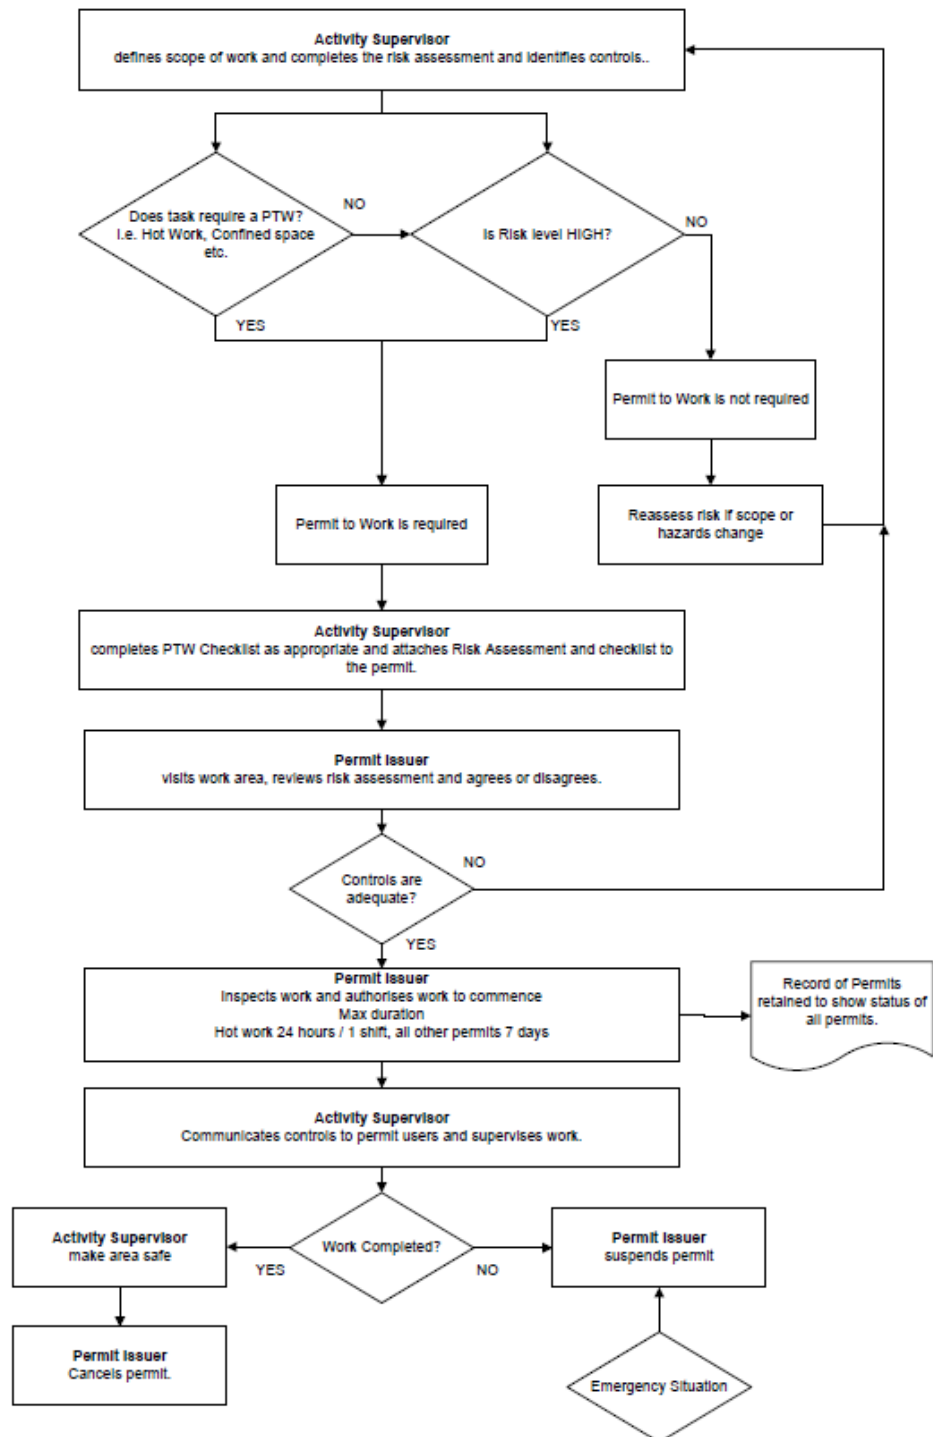 Activity Supervisor
defines scope of work and completes the risk assessment and identifies controls..
Does task require a PTW?
i.e. Hot Work, Confined space
etc.
NO
Is Risk level HIGH?
NO
YES
YES
Permit to Work is not required
Permit to Work is required
Reassess risk if scope or
hazards change
Activity Supervisor
completes PTW Checklist as appropriate and attaches Risk Assessment and checklist to
the permit.
Permit Issuer
visits work area, reviews risk assessment and agrees or disagrees.
Controls are
adequate?
NO
YES
Permit Issuer
Inspects work and authorises work to commence
Max duration
Hot work 24 hours / 1 shift, all other permits 7 days
Record of Permits
retained to show status of
all permits.
Activity Supervisor
Communicates controls to permit users and supervises work.
Activity Supervisor
make area safe
Work Completed?
YES
NO
Permit Issuer
suspends permit
Permit Issuer
Cancels permit.
Emergency Situation